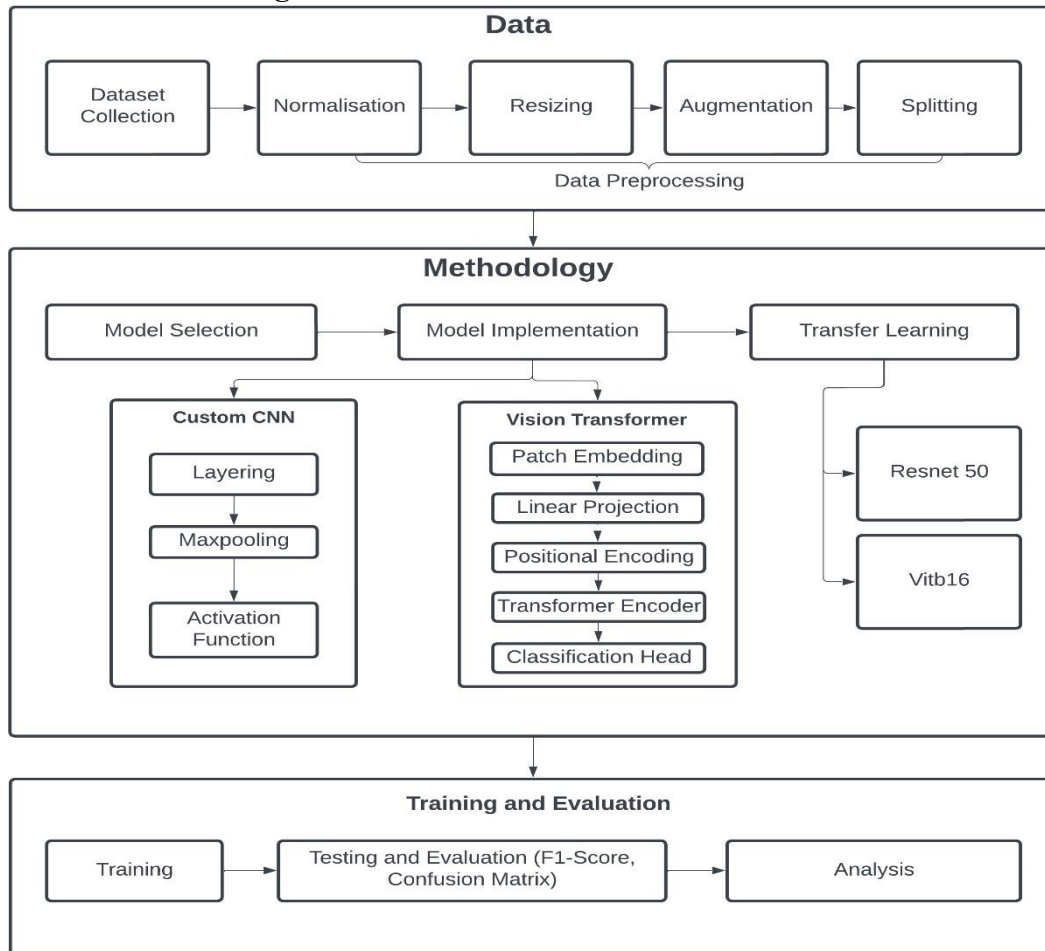 Data
Dataset
Collection
Normalisation
Resizing
Augmentation
Splitting
Data Preprocessing
Methodology
Model Selection
Model Implementation
Transfer Learning
Custom CNN
Layering
Maxpooling
Activation
Function
Vision Transformer
Patch Embedding
Linear Projection
Positional Encoding
Transformer Encoder
Classification Head
Resnet 50
Vitb16
Training and Evaluation
Training
Testing and Evaluation (F1-Score,
Confusion Matrix)
Analysis